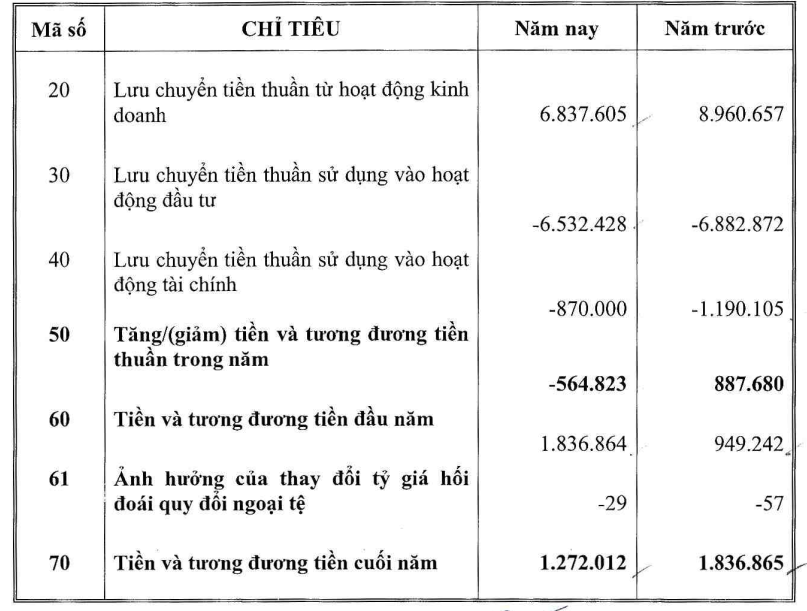 Mã số CHỈ TIÊU Năm nay Năm trước
20 Lưu chuyển tiền thuần từ hoạt động kinh
doanh 6.837.605 8.960.657
30 Lưu chuyển tiền thuần sử dụng vào hoạt
động đầu tư
-6.532.428 -6.882.872
40 Lưu chuyển tiền thuần sử dụng vào hoạt
động tài chính
-870.000 -1.190.105
50 Tăng/(giảm) tiền và tương đương tiền
thuần trong năm
-564.823 887.680
60 Tiền và tương đương tiền đầu năm
1.836.864 949.242
61 Ảnh hưởng của thay đổi tỷ giá hối
đoái quy đổi ngoại tệ -29 -57
70 Tiền và tương đương tiền cuối năm 1.272.012 1.836.865